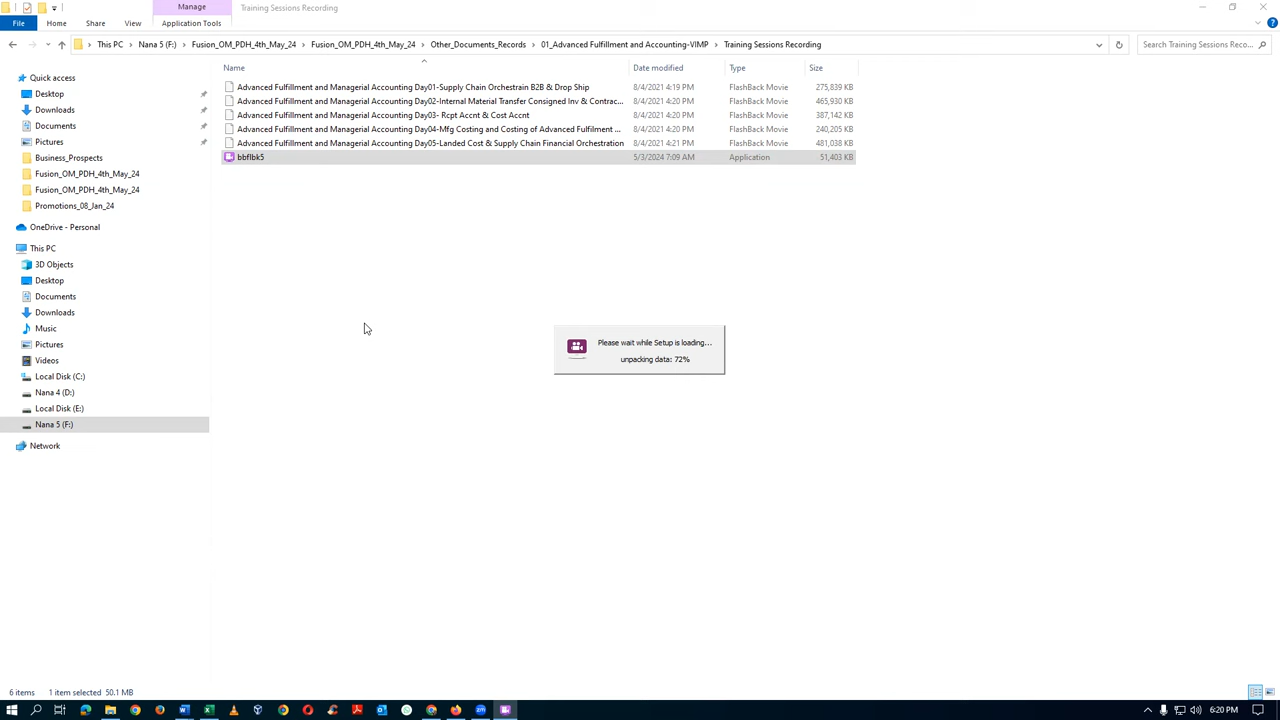 Manage
Training Sessions Recording
File
Home
Share
View
Application Tools
This PC
Nana 5 (F:)
Fusion_OM_PDH_4th_May_24
Fusion_OM_PDH_4th_May_24
Other_Documents_Records
01_Advanced Fulfillment and Accounting-VIMP
Training Sessions Recording
Search Training Sessions Reco...
Name
Date modified
Type
Size
Advanced Fulfillment and Managerial Accounting Day01-Supply Chain Orchestrain B2B & Drop Ship 8/4/2021 4:19 PM FlashBack Movie 275,839 KB
Advanced Fulfillment and Managerial Accounting Day02-Internal Material Transfer Consigned Inv & Contrac... 8/4/2021 4:20 PM FlashBack Movie 465,930 KB
Advanced Fulfillment and Managerial Accounting Day03- Rcpt Accnt & Cost Accnt 8/4/2021 4:20 PM FlashBack Movie 387,142 KB
Advanced Fulfillment and Managerial Accounting Day04-Mfg Costing and Costing of Advanced Fulfilment ... 8/4/2021 4:20 PM FlashBack Movie 240,205 KB
Advanced Fulfillment and Managerial Accounting Day05-Landed Cost & Supply Chain Financial Orchestration 8/4/2021 4:21 PM FlashBack Movie 481,038 KB
bbflbk5 5/3/2024 7:09 AM Application 51,403 KB
Quick access
Desktop
Downloads
Documents
Pictures
Business_Prospects
Fusion_OM_PDH_4th_May_24
Fusion_OM_PDH_4th_May_24
Promotions_08_Jan_24
OneDrive - Personal
This PC
3D Objects
Desktop
Documents
Downloads
Music
Pictures
Videos
Local Disk (C:)
Nana 4 (D:)
Local Disk (E:)
Nana 5 (F:)
Network
Please wait while Setup is loading...
unpacking data: 72%
6 items
1 item selected 50.1 MB
6:20 PM